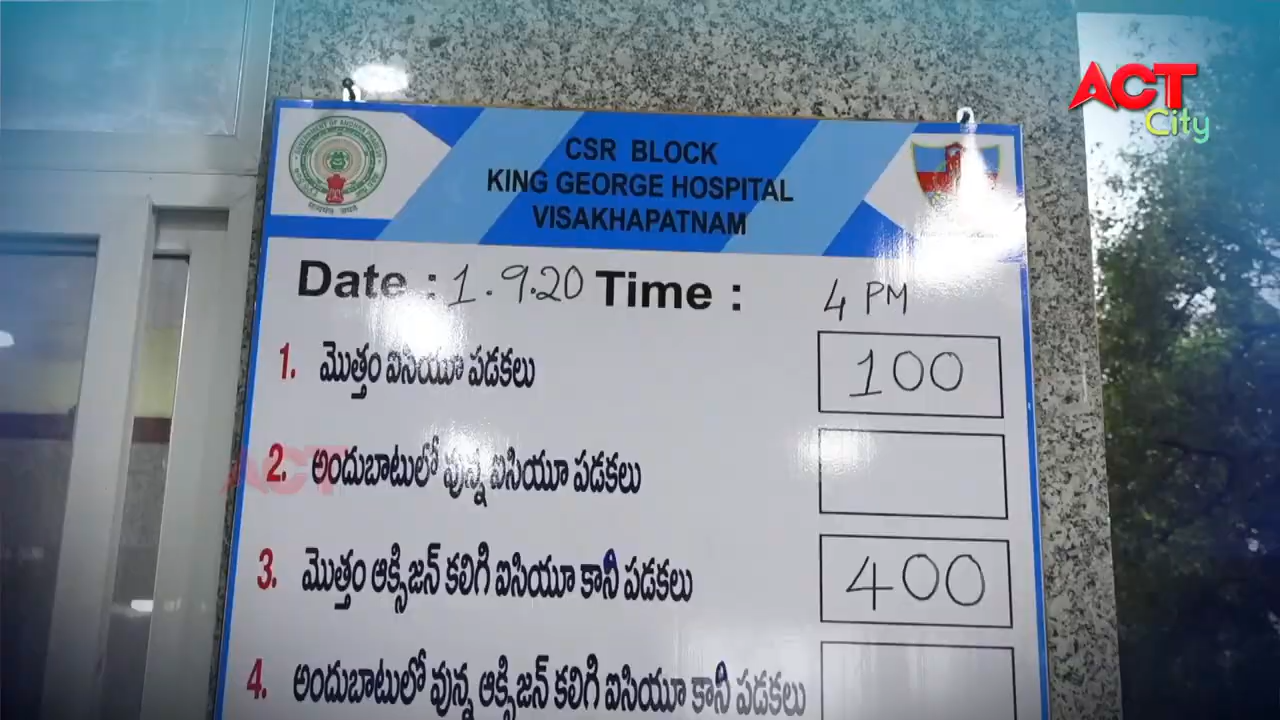 ACT
City
CSR BLOCK
KING GEORGE HOSPITAL
VISAKHAPATNAM
Date : 1.9.20 Time : 4 PM
1. మొత్తం ఐసియూ పడకలు 100
2. అందుబాటులో వున్న ఐసియూ పడకలు
3. మొత్తం ఆక్సిజన్ కలిగి ఐసియూ కాని పడకలు 400
4. అందుబాటులో వున్న ఆక్సిజన్ కలిగి ఐసియూ కాని పడకలు
ACT